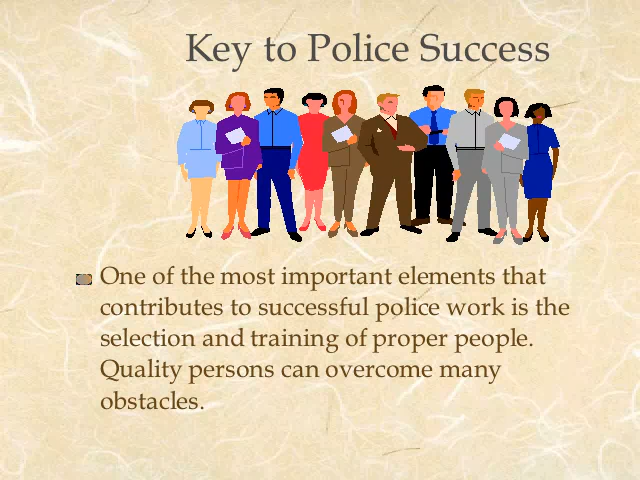 Key to Police Success
One of the most important elements that
contributes to successful police work is the
selection and training of proper people.
Quality persons can overcome many
obstacles.